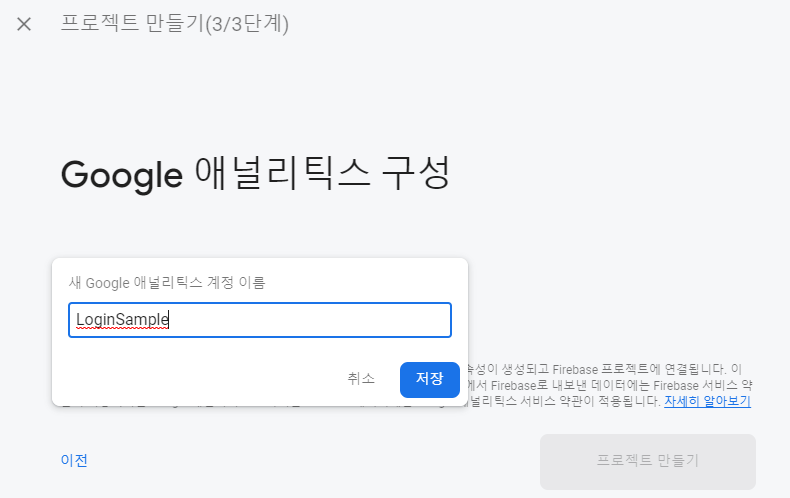 프로젝트 만들기(3/3단계)
Google 애널리틱스 구성
새 Google 애널리틱스 계정 이름
LoginSample
취소
저장
속성이 생성되고 Firebase 프로젝트에 연결됩니다. 이
에서 Firebase로 내보낸 데이터에는 Firebase 서비스 약
애널리틱스 서비스 약관이 적용됩니다. 자세히 알아보기
이전
프로젝트 만들기